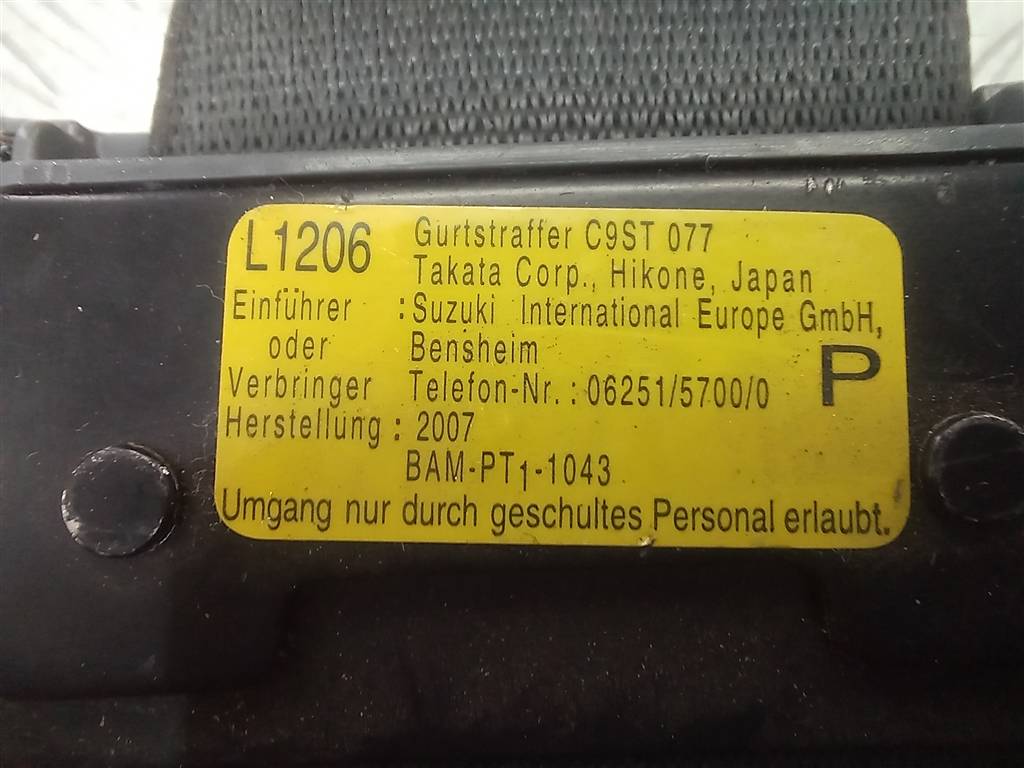 L1206 Gurtstraffer C9ST 077
Takata Corp., Hikone, Japan
Einführer :Suzuki International Europe GmbH,
oder Bensheim
P
Verbringer Telefon-Nr. : 06251/5700/0
Herstellung : 2007
BAM-PT1-1043
Umgang nur durch geschultes Personal erlaubt.